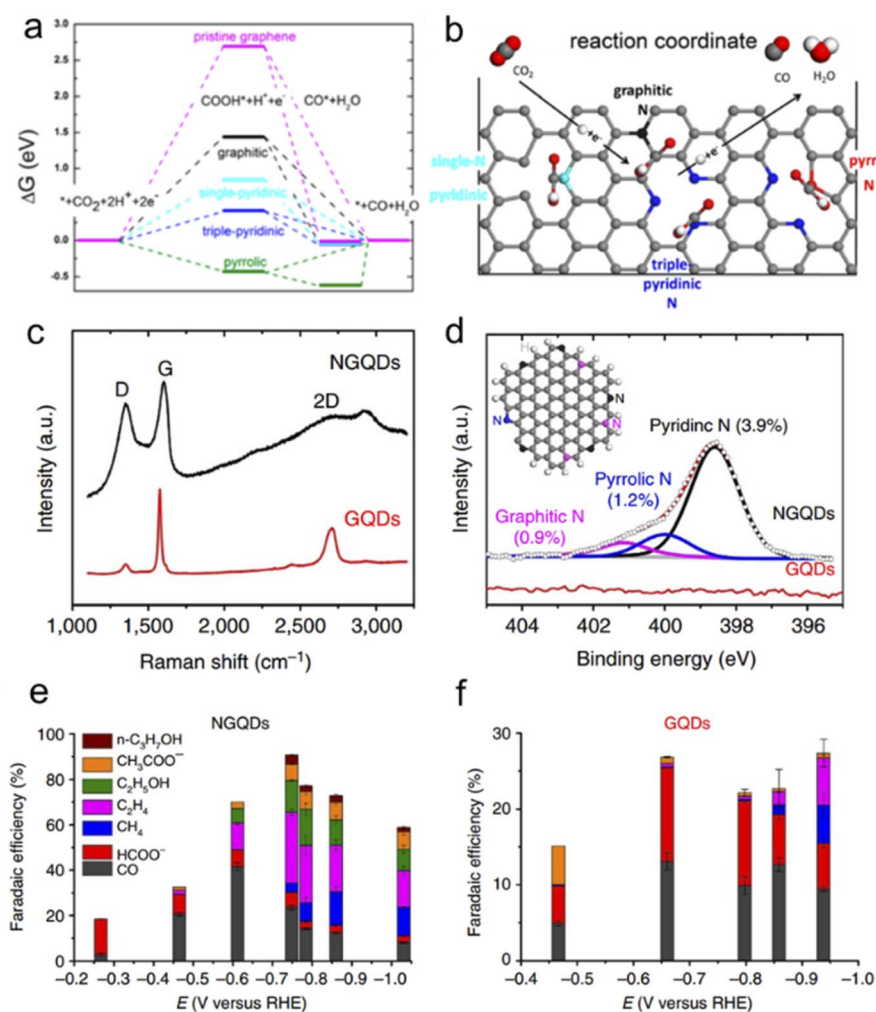 a
3.0
2.5
2.0
1.5
1.0
0.0
-0.5
ΔG (eV)
pristine graphene
COOH*+H⁺+e⁻
CO*+H₂O
graphitic
single-pyridinic
*+CO₂+2H⁺+2e⁻
*+CO+H₂O
triple-pyridinic
pyrrolic
b
reaction coordinate
CO₂
CO
H₂O
graphitic
N
+e⁻
+e⁻
single-N
pyridinic
pyrr
N
triple-
pyridinic
N
c
NGQDs
D
G
2D
GQDs
Intensity (a.u.)
1,000
1,500
2,000
2,500
3,000
Raman shift (cm⁻¹)
d
H
N
N
N
Pyridinc N (3.9%)
Pyrrolic N
(1.2%)
Graphitic N
(0.9%)
NGQDs
GQDs
Intensity (a.u.)
404
402
400
398
396
Binding energy (eV)
e
NGQDs
100
80
60
40
20
0
n-C₃H₇OH
CH₃COO⁻
C₂H₅OH
C₂H₄
CH₄
HCOO⁻
CO
Faradaic efficiency (%)
−0.2
−0.3
−0.4
−0.5
−0.6
−0.7
−0.8
−0.9
−1.0
E (V versus RHE)
f
GQDs
30
20
10
0
Faradaic efficiency (%)
−0.4
−0.5
−0.6
−0.7
−0.8
−0.9
−1.0
E (V versus RHE)